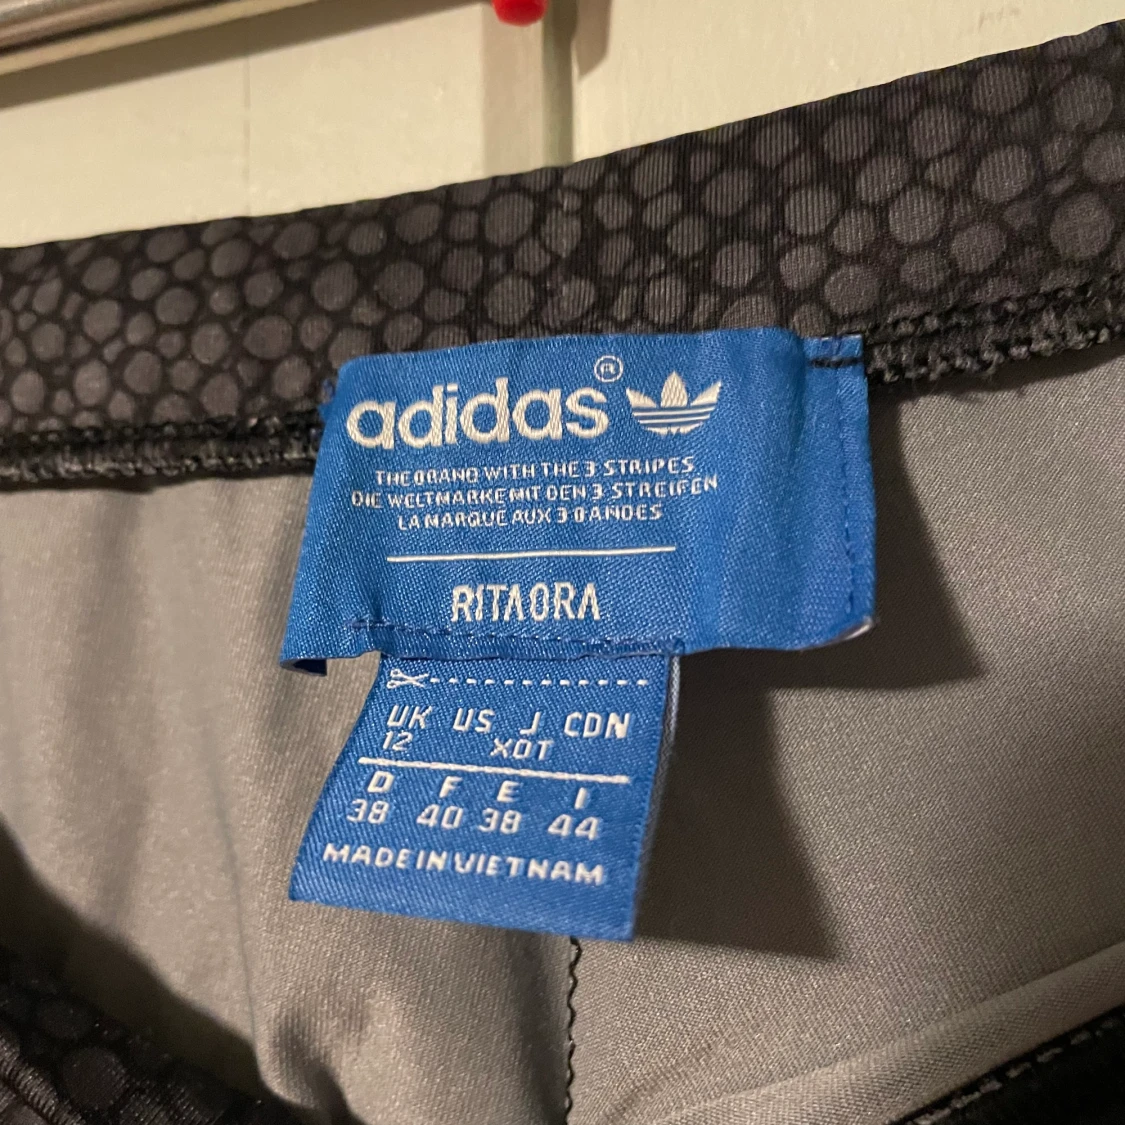 adidas®
THE BRAND WITH THE 3 STRIPES
DIE WELTMARKE MIT DEN 3 STREIFEN
LA MARQUE AUX 3 BANDES
RITA ORA
UK US J CDN
12 XOT
D F E I
38 40 38 44
MADE IN VIETNAM